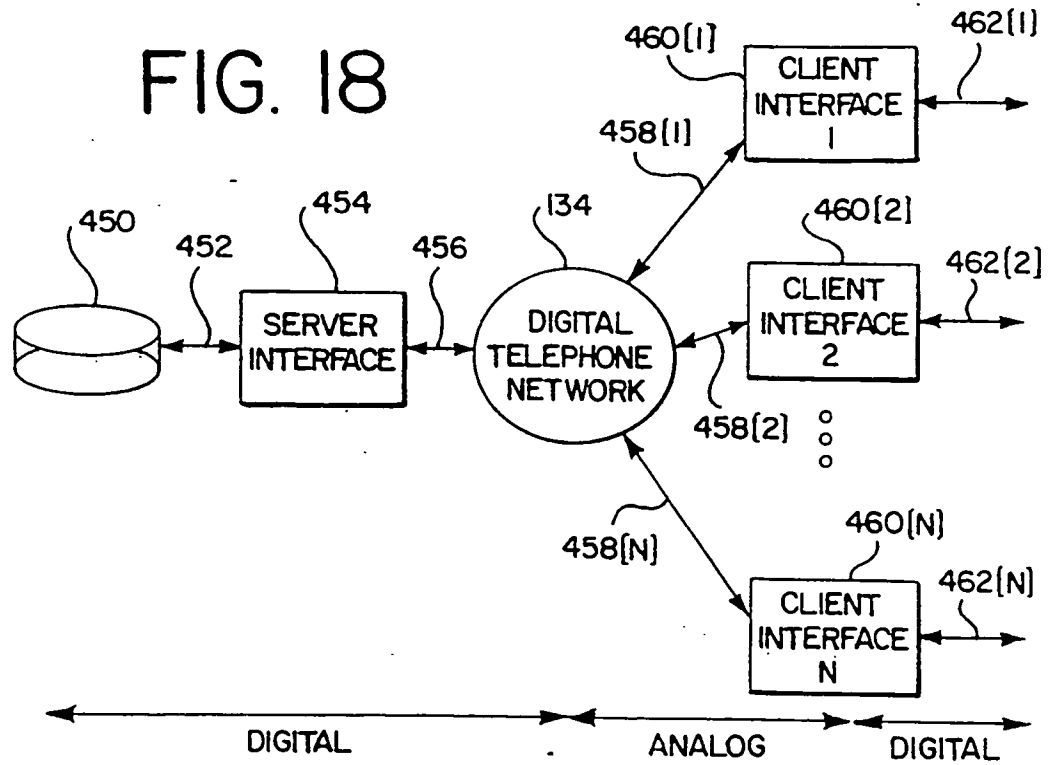 FIG. 18
460[1]
462[1]
CLIENT
INTERFACE
1
458[1]
450
452
454
456
134
460[2]
462[2]
SERVER
INTERFACE
DIGITAL
TELEPHONE
NETWORK
CLIENT
INTERFACE
2
458[2]
458[N]
460[N]
462[N]
CLIENT
INTERFACE
N
DIGITAL
ANALOG
DIGITAL